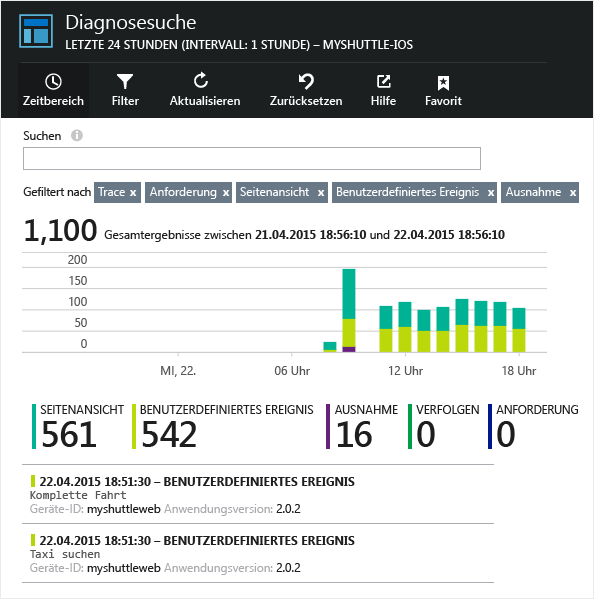 Diagnosesuche
LETZTE 24 STUNDEN (INTERVALL: 1 STUNDE) – MYSHUTTLE-IOS
Zeitbereich Filter Aktualisieren Zurücksetzen Hilfe Favorit
Suchen
Gefiltert nach Trace x Anforderung x Seitenansicht x Benutzerdefiniertes Ereignis x Ausnahme x
1,100 Gesamtergebnisse zwischen 21.04.2015 18:56:10 und 22.04.2015 18:56:10
200
150
100
50
0
MI, 22. 06 Uhr 12 Uhr 18 Uhr
SEITENANSICHT BENUTZERDEFINIERTES EREIGNIS AUSNAHME VERFOLGEN ANFORDERUNG
561 542 16 0 0
22.04.2015 18:51:30 – BENUTZERDEFINIERTES EREIGNIS
Komplette Fahrt
Geräte-ID: myshuttleweb Anwendungsversion: 2.0.2
22.04.2015 18:51:30 – BENUTZERDEFINIERTES EREIGNIS
Taxi suchen
Geräte-ID: myshuttleweb Anwendungsversion: 2.0.2